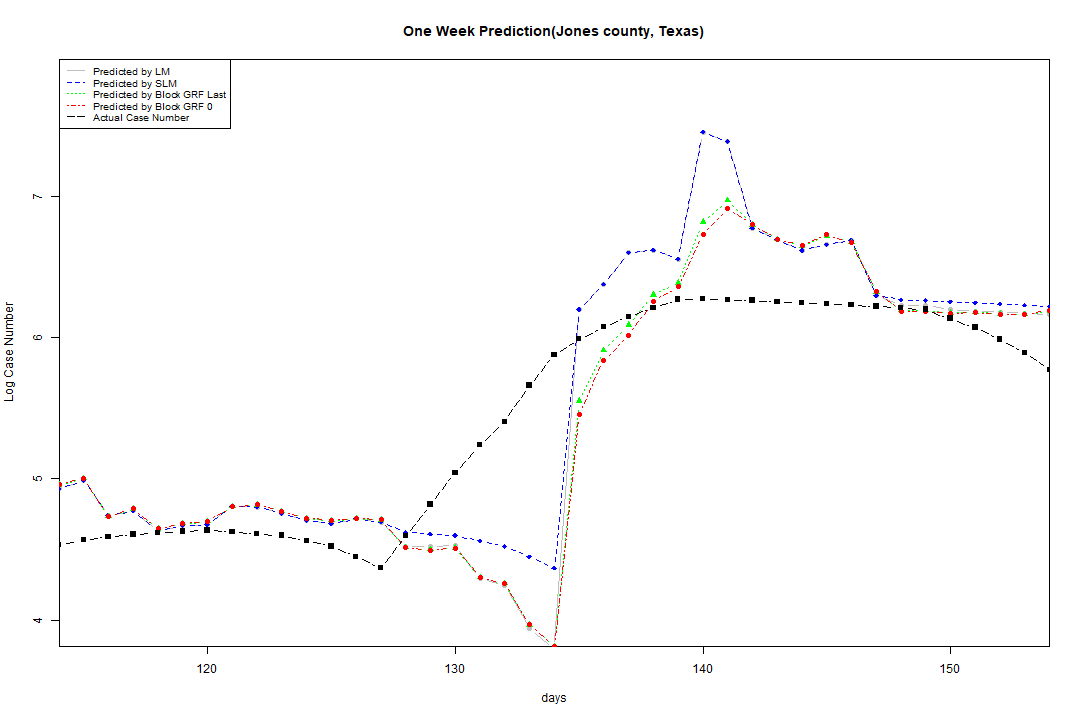 One Week Prediction(Jones county, Texas)
Predicted by LM
Predicted by SLM
Predicted by Block GRF Last
Predicted by Block GRF 0
Actual Case Number
7
6
5
4
Log Case Number
120 130 140 150
days